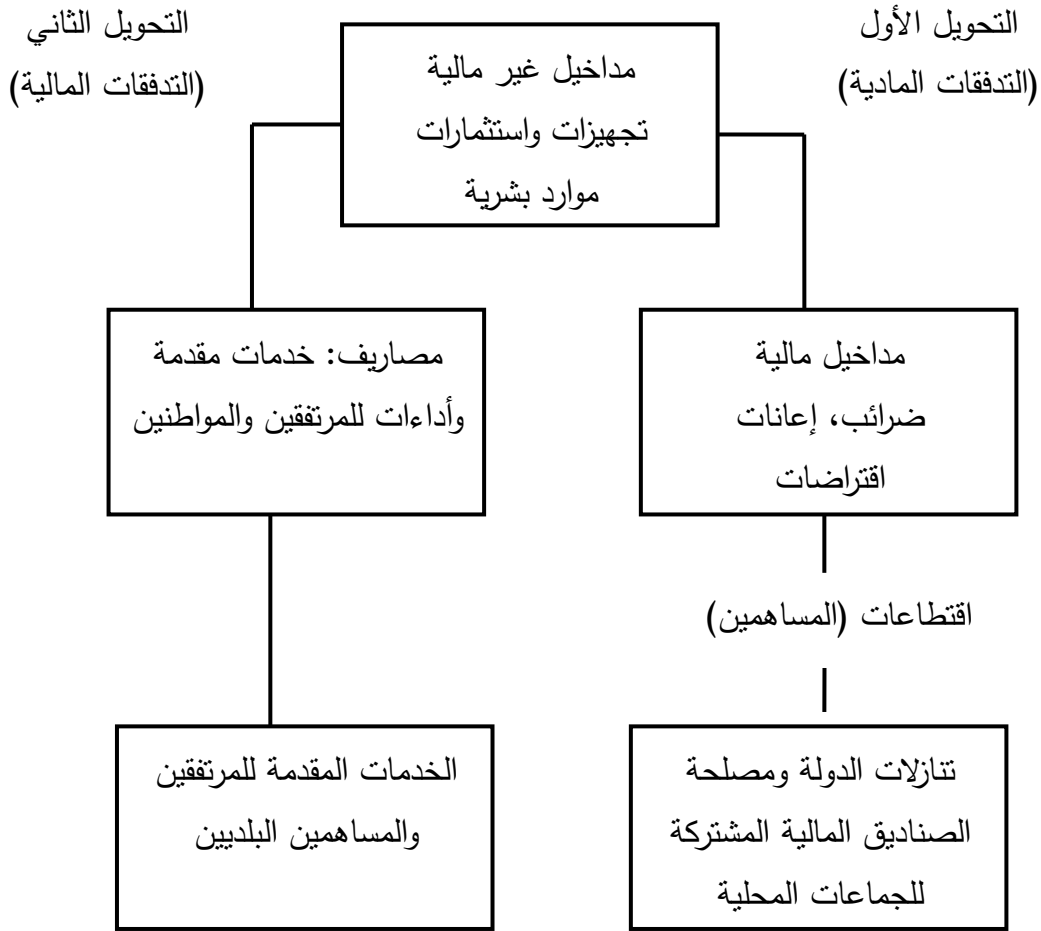 التحويل الأول
(التدفقات المادية)
التحويل الثاني
(التدفقات المالية)
مداخيل غير مالية
تجهيزات واستثمارات
موارد بشرية
مداخيل مالية
ضرائب، إعانات
اقتراضات
مصاريف: خدمات مقدمة
وأداءات للمرتفقين والمواطنين
اقتطاعات (المساهمين)
تنازلات الدولة ومصلحة
الصناديق المالية المشتركة
للجماعات المحلية
الخدمات المقدمة للمرتفقين
والمساهمين البلديين